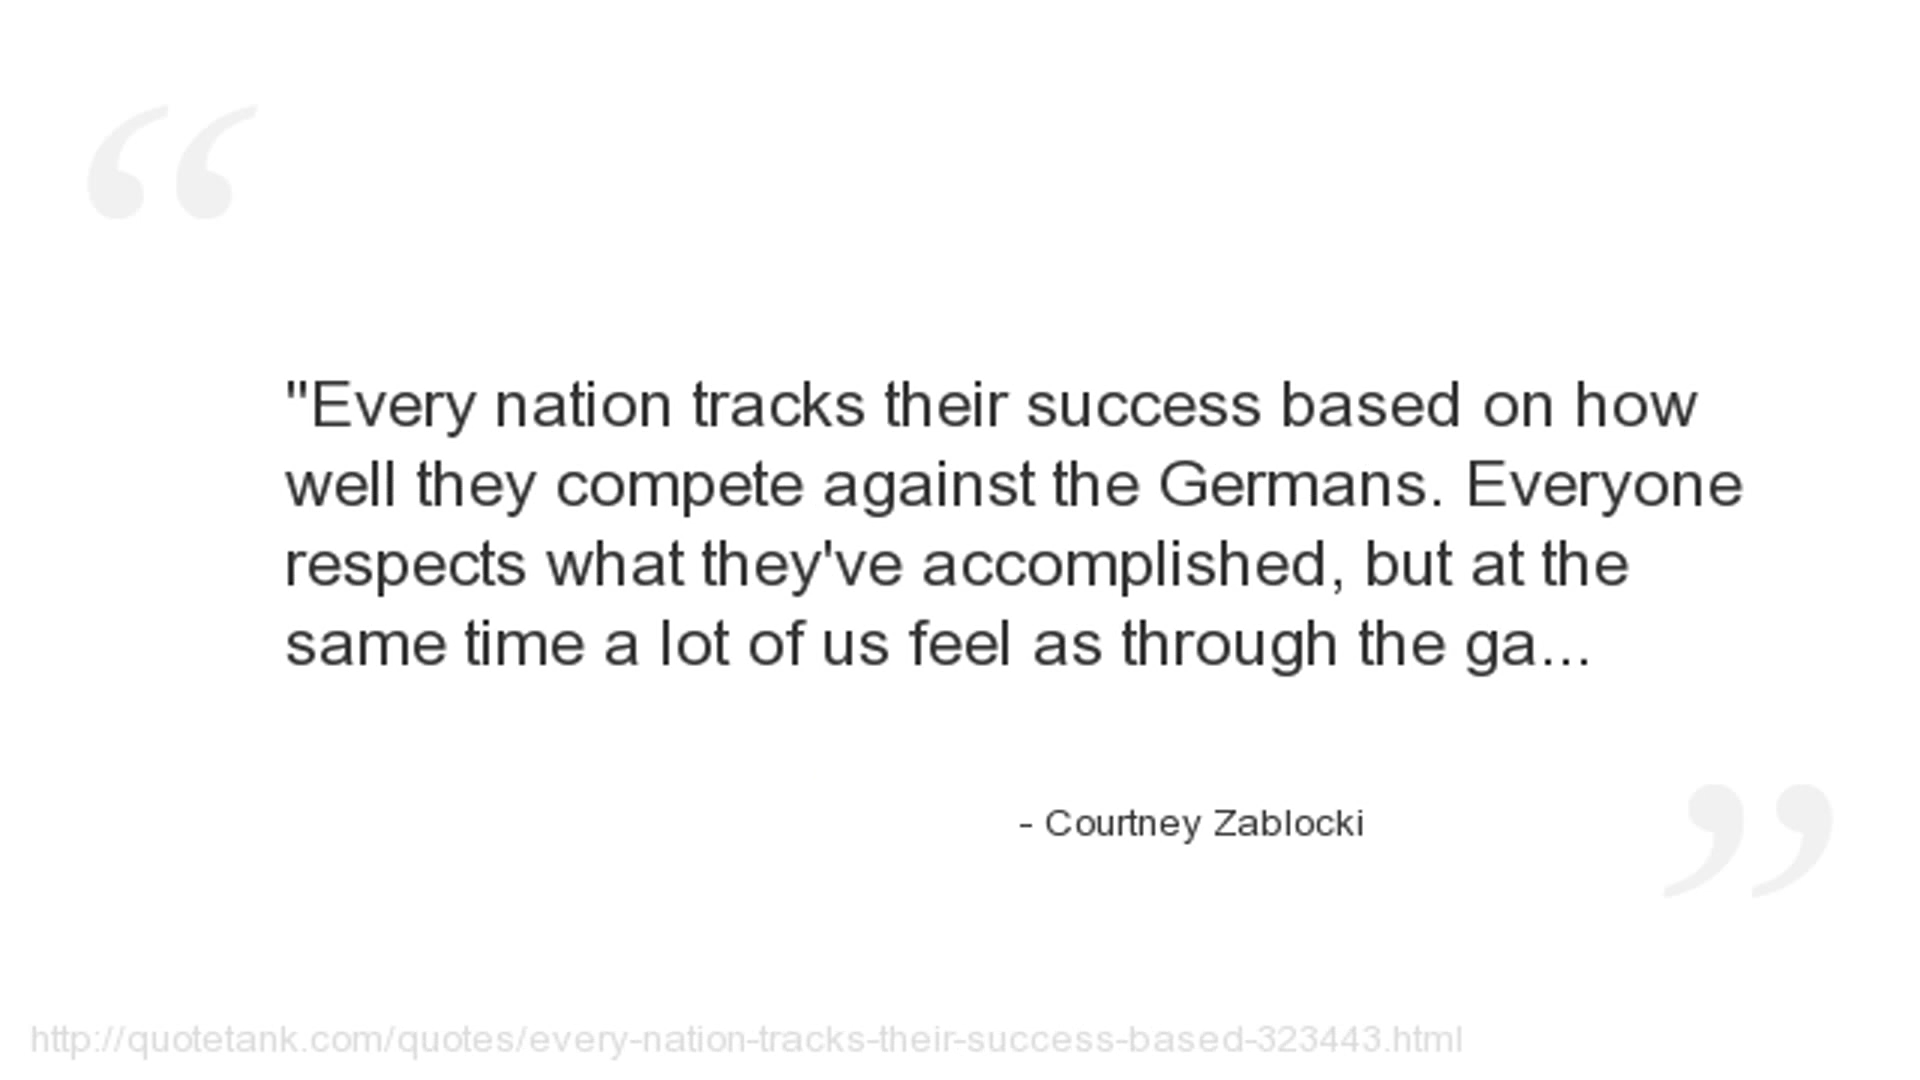 "Every nation tracks their success based on how
well they compete against the Germans. Everyone
respects what they've accomplished, but at the
same time a lot of us feel as through the ga...
- Courtney Zablocki
http://quotetank.com/quotes/every-nation-tracks-their-success-based-323443.html